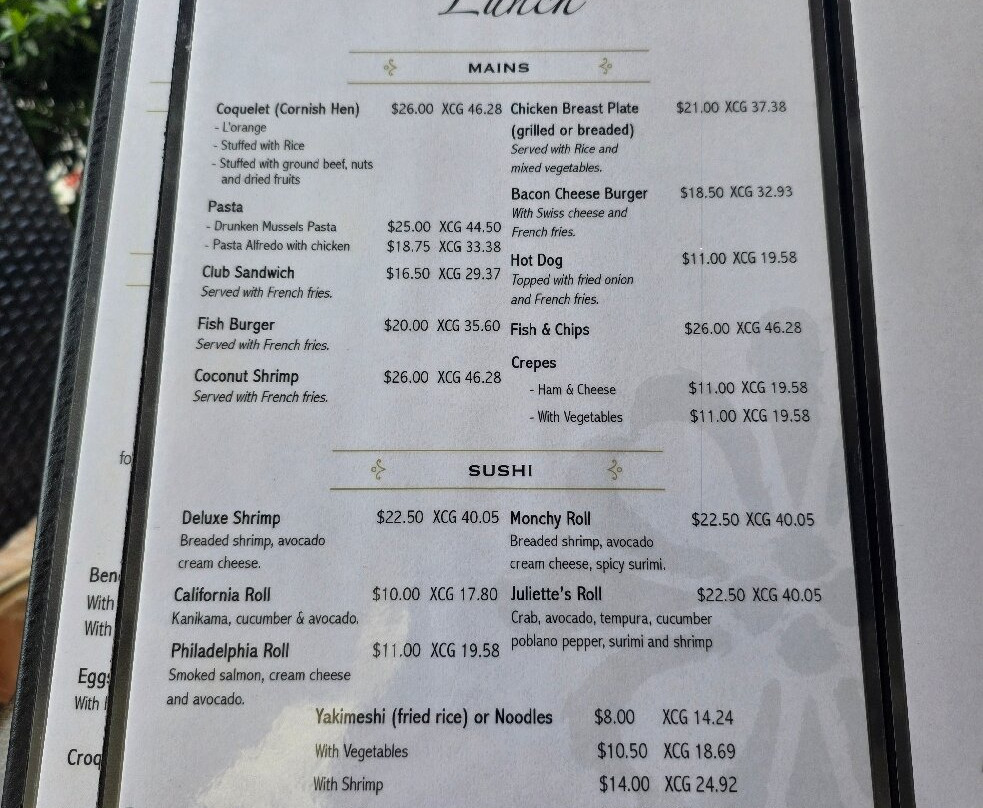 Lunch
MAINS
Coquelet (Cornish Hen) $26.00 XCG 46.28
- L'orange
- Stuffed with Rice
- Stuffed with ground beef, nuts
and dried fruits
Pasta
- Drunken Mussels Pasta $25.00 XCG 44.50
- Pasta Alfredo with chicken $18.75 XCG 33.38
Club Sandwich $16.50 XCG 29.37
Served with French fries.
Fish Burger $20.00 XCG 35.60
Served with French fries.
Coconut Shrimp $26.00 XCG 46.28
Served with French fries.
Chicken Breast Plate $21.00 XCG 37.38
(grilled or breaded)
Served with Rice and
mixed vegetables.
Bacon Cheese Burger $18.50 XCG 32.93
With Swiss cheese and
French fries.
Hot Dog $11.00 XCG 19.58
Topped with fried onion
and French fries.
Fish & Chips $26.00 XCG 46.28
Crepes
- Ham & Cheese $11.00 XCG 19.58
- With Vegetables $11.00 XCG 19.58
SUSHI
Deluxe Shrimp $22.50 XCG 40.05
Breaded shrimp, avocado
cream cheese.
California Roll $10.00 XCG 17.80
Kanikama, cucumber & avocado.
Philadelphia Roll $11.00 XCG 19.58
Smoked salmon, cream cheese
and avocado.
Monchy Roll $22.50 XCG 40.05
Breaded shrimp, avocado
cream cheese, spicy surimi.
Juliette's Roll $22.50 XCG 40.05
Crab, avocado, tempura, cucumber
poblano pepper, surimi and shrimp
Yakimeshi (fried rice) or Noodles $8.00 XCG 14.24
With Vegetables $10.50 XCG 18.69
With Shrimp $14.00 XCG 24.92
fo
Ben
With
With
Egg
With
Croq